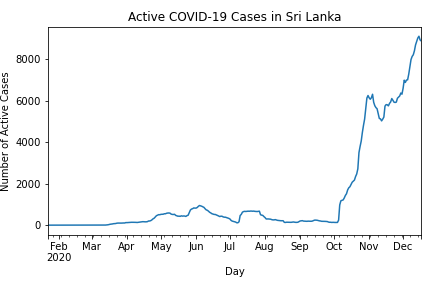 Active COVID-19 Cases in Sri Lanka
Number of Active Cases
8000
6000
4000
2000
0
Feb Mar Apr May Jun Jul Aug Sep Oct Nov Dec
2020
Day